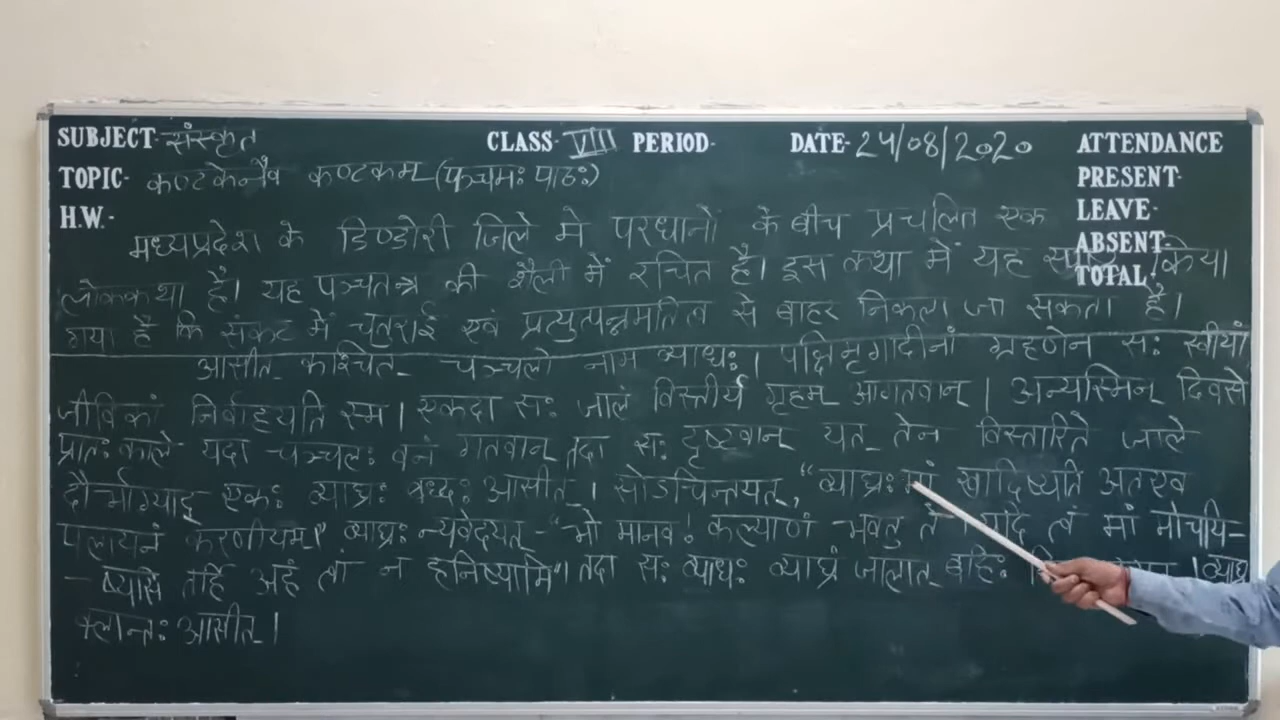 SUBJECT- संस्कृत CLASS- VIII PERIOD- DATE- 24/08/2020 ATTENDANCE
TOPIC- कण्टकेनैव कण्टकम् (पञ्चमः पाठः) PRESENT-
H.W.- LEAVE-
ABSENT-
TOTAL-
मध्यप्रदेश के डिण्डोरी जिले मे परधानों के बीच प्रचलित एक
लोककथा है। यह पञ्चतन्त्र की शैली में रचित है। इस कथा में यह किया
गया है कि संकट में चतुराई एवं प्रत्युत्पन्नमतित्व से बाहर निकला जा सकता है।
आसीत् कश्चित् चञ्चलो नाम व्याधः। पक्षिमृगादीनां ग्रहणेन सः स्वीयां
जीविकां निर्वाहयति स्म। एकदा सः जालं विस्तीर्य गृहम् आगतवान्। अन्यस्मिन् दिवसे
प्रातः काले यदा चञ्चलः वनं गतवान् तदा सः दृष्टवान् यत् तेन विस्तारिते जाले
दौर्भाग्याद् एकः व्याघ्रः बध्दः आसीत्। सोऽचिन्तयत्, "व्याघ्रः मां खादिष्यति अतएव
पलायनं करणीयम्।" व्याघ्रः न्यवेदयत् "भो मानव! कल्याणं भवतु ते यदि त्वं मां मोचयि-
-ष्यसि तर्हि अहं त्वां न हनिष्यामि"। तदा सः व्याधः व्याघ्रं जालात् बहिः । व्याघ्र
क्लान्तः आसीत्।